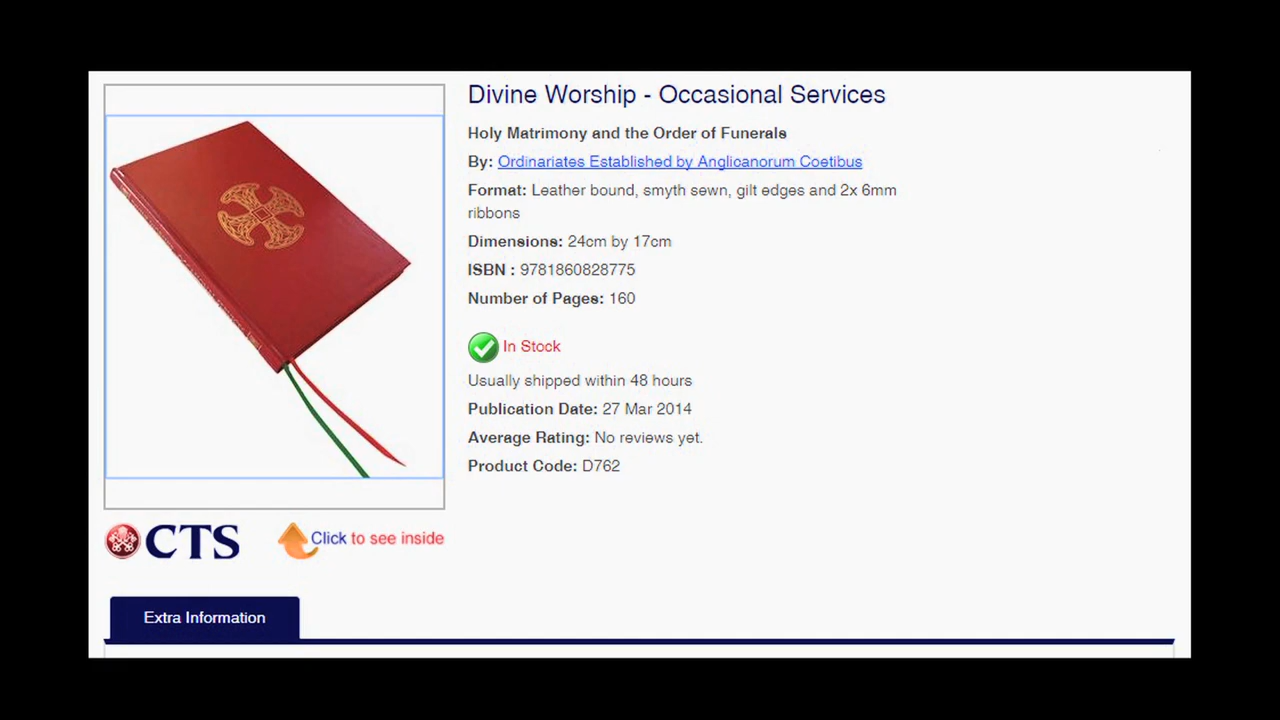 Divine Worship - Occasional Services
Holy Matrimony and the Order of Funerals
By: Ordinariates Established by Anglicanorum Coetibus
Format: Leather bound, smyth sewn, gilt edges and 2x 6mm
ribbons
Dimensions: 24cm by 17cm
ISBN : 9781860828775
Number of Pages: 160
In Stock
Usually shipped within 48 hours
Publication Date: 27 Mar 2014
Average Rating: No reviews yet.
Product Code: D762
CTS
Click to see inside
Extra Information